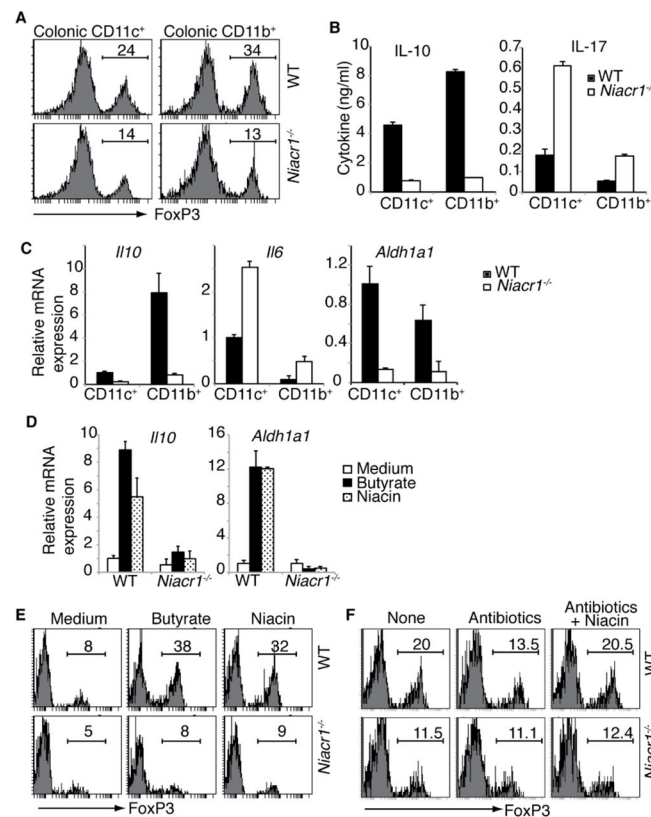 A
Colonic CD11c⁺ Colonic CD11b⁺
24 34
WT
14 13
Niacr1⁻/⁻
FoxP3
B
IL-10 IL-17
Cytokine (ng/ml)
10
8
6
4
2
0
0.7
0.6
0.5
0.4
0.3
0.2
0.1
0
WT
Niacr1⁻/⁻
CD11c⁺ CD11b⁺ CD11c⁺ CD11b⁺
C
Il10 Il6 Aldh1a1
Relative mRNA
expression
10
8
6
4
2
0
2
1
0
1.2
0.8
0.4
0
WT
Niacr1⁻/⁻
CD11c⁺ CD11b⁺ CD11c⁺ CD11b⁺ CD11c⁺ CD11b⁺
D
Il10 Aldh1a1
Relative mRNA
expression
10
8
6
4
2
0
16
12
8
4
0
Medium
Butyrate
Niacin
WT Niacr1⁻/⁻ WT Niacr1⁻/⁻
E
Medium Butyrate Niacin
8 38 32
WT
5 8 9
Niacr1⁻/⁻
FoxP3
F
None Antibiotics Antibiotics
+ Niacin
20 13.5 20.5
WT
11.5 11.1 12.4
Niacr1⁻/⁻
FoxP3